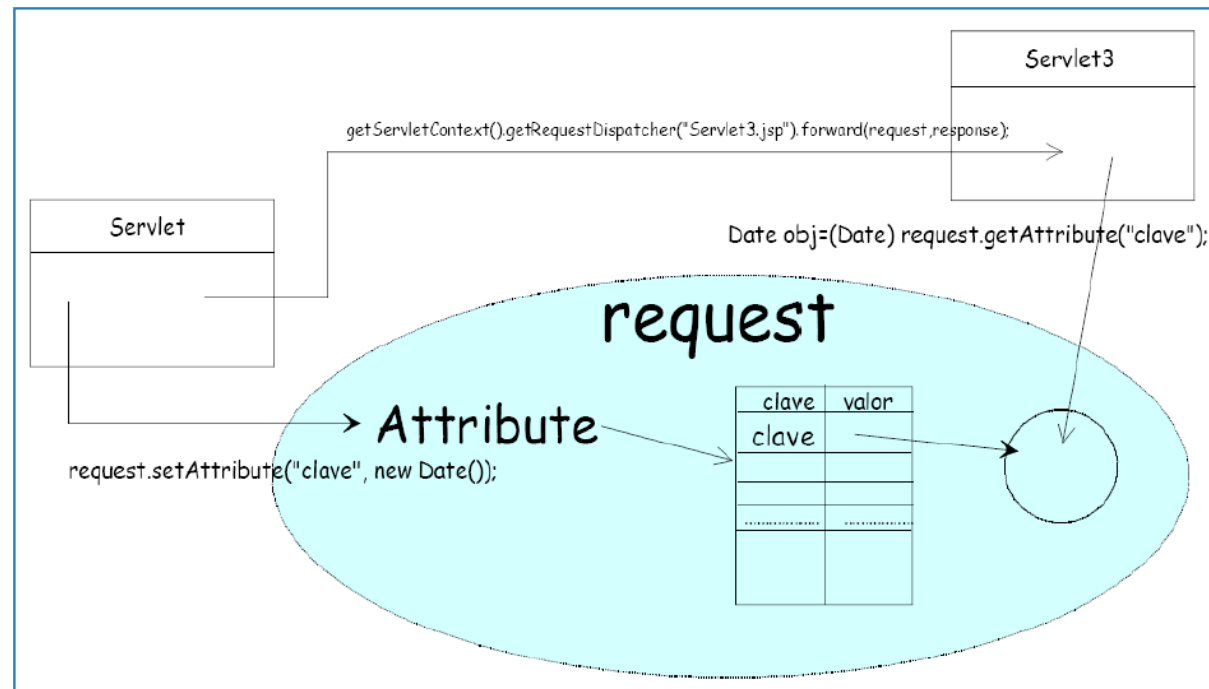 Servlet3
getServletContext().getRequestDispatcher("Servlet3.jsp").forward(request,response);
Servlet
Date obj=(Date) request.getAttribute("clave");
request
clave valor
Attribute
clave
request.setAttribute("clave", new Date());